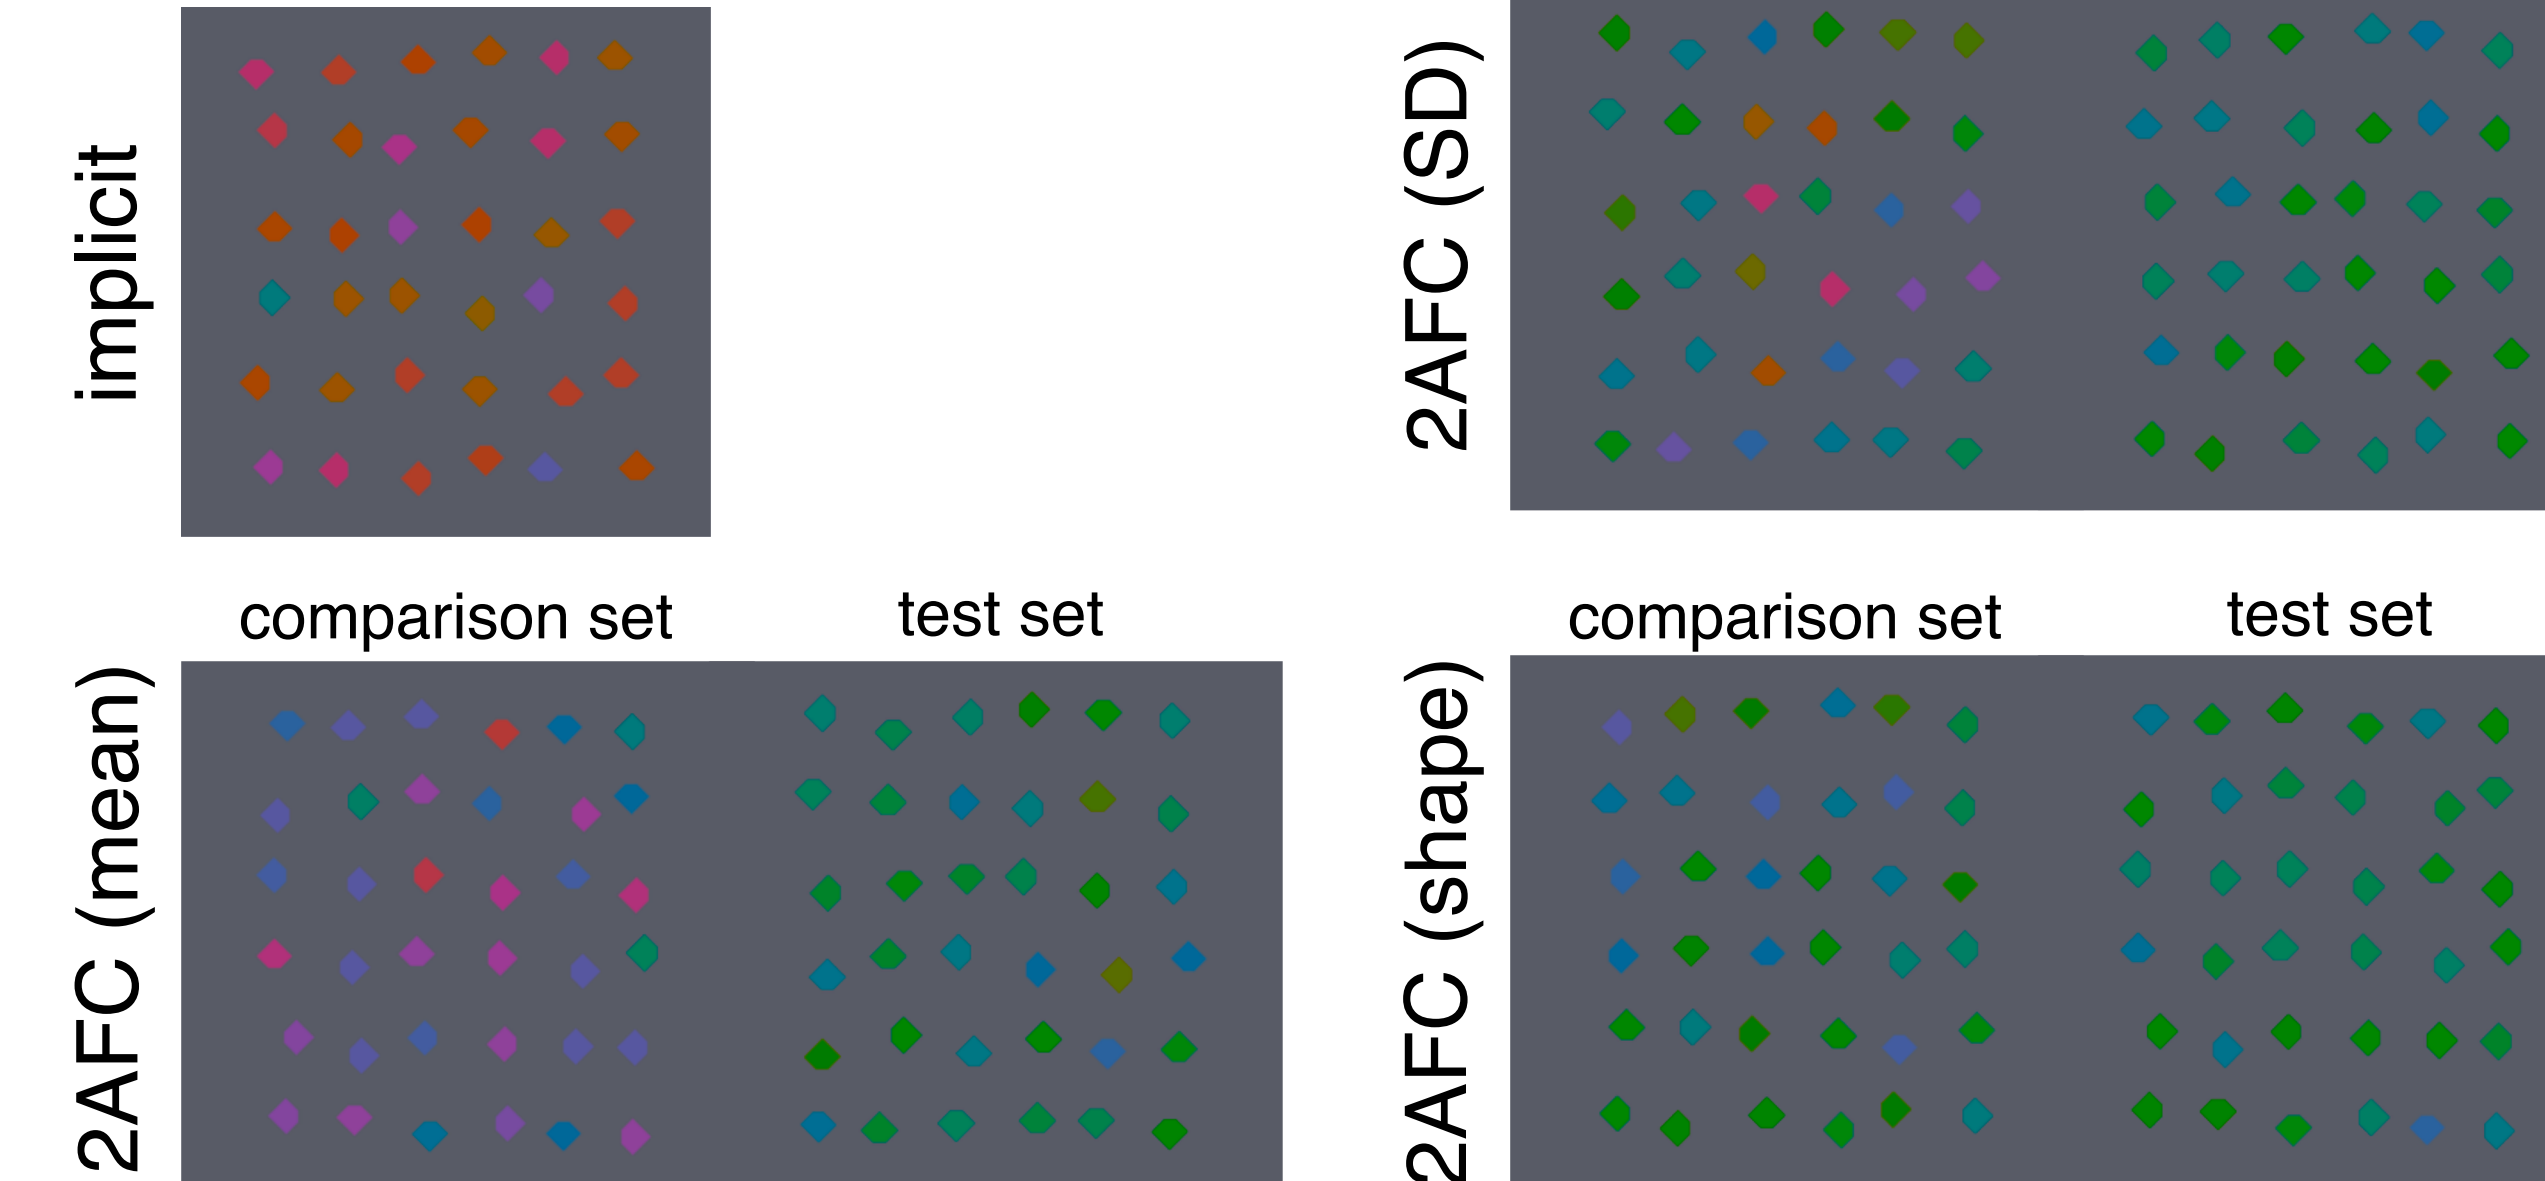 implicit
2AFC (SD)
comparison set
test set
comparison set
test set
2AFC (mean)
2AFC (shape)